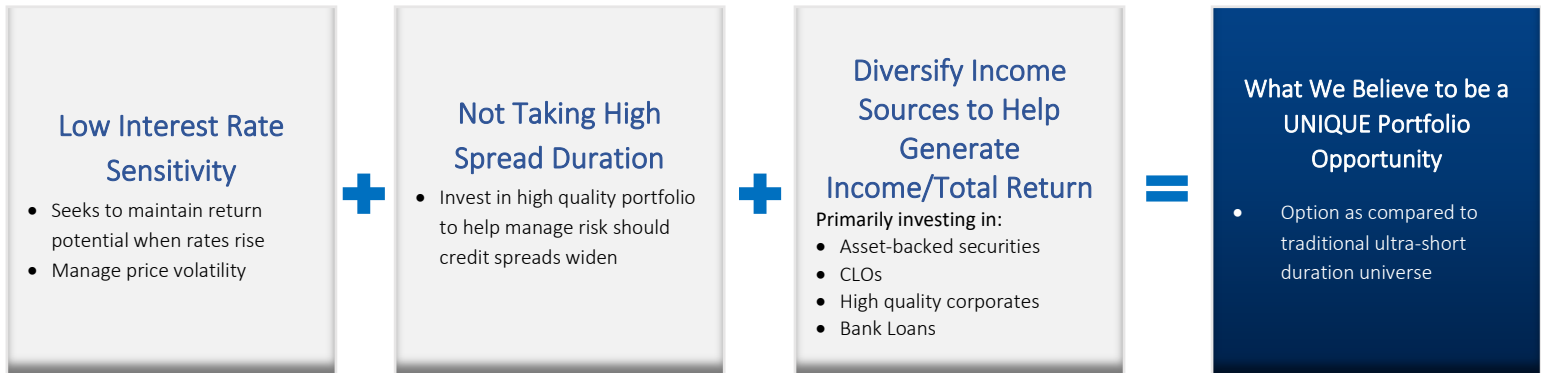 Low Interest Rate
Sensitivity
• Seeks to maintain return
potential when rates rise
• Manage price volatility
Not Taking High
Spread Duration
• Invest in high quality portfolio
to help manage risk should
credit spreads widen
Diversify Income
Sources to Help
Generate
Income/Total Return
Primarily investing in:
• Asset-backed securities
• CLOs
• High quality corporates
• Bank Loans
What We Believe to be a
UNIQUE Portfolio
Opportunity
• Option as compared to
traditional ultra-short
duration universe